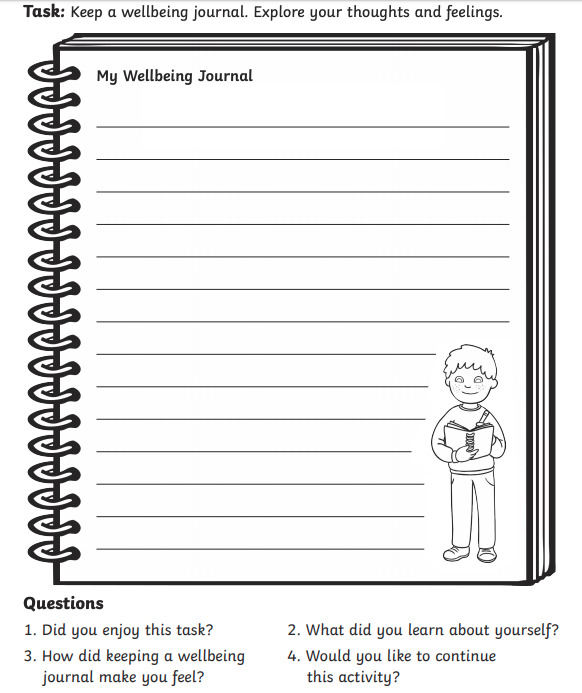 Task: Keep a wellbeing journal. Explore your thoughts and feelings.
My Wellbeing Journal
Questions
1. Did you enjoy this task?
2. What did you learn about yourself?
3. How did keeping a wellbeing
journal make you feel?
4. Would you like to continue
this activity?